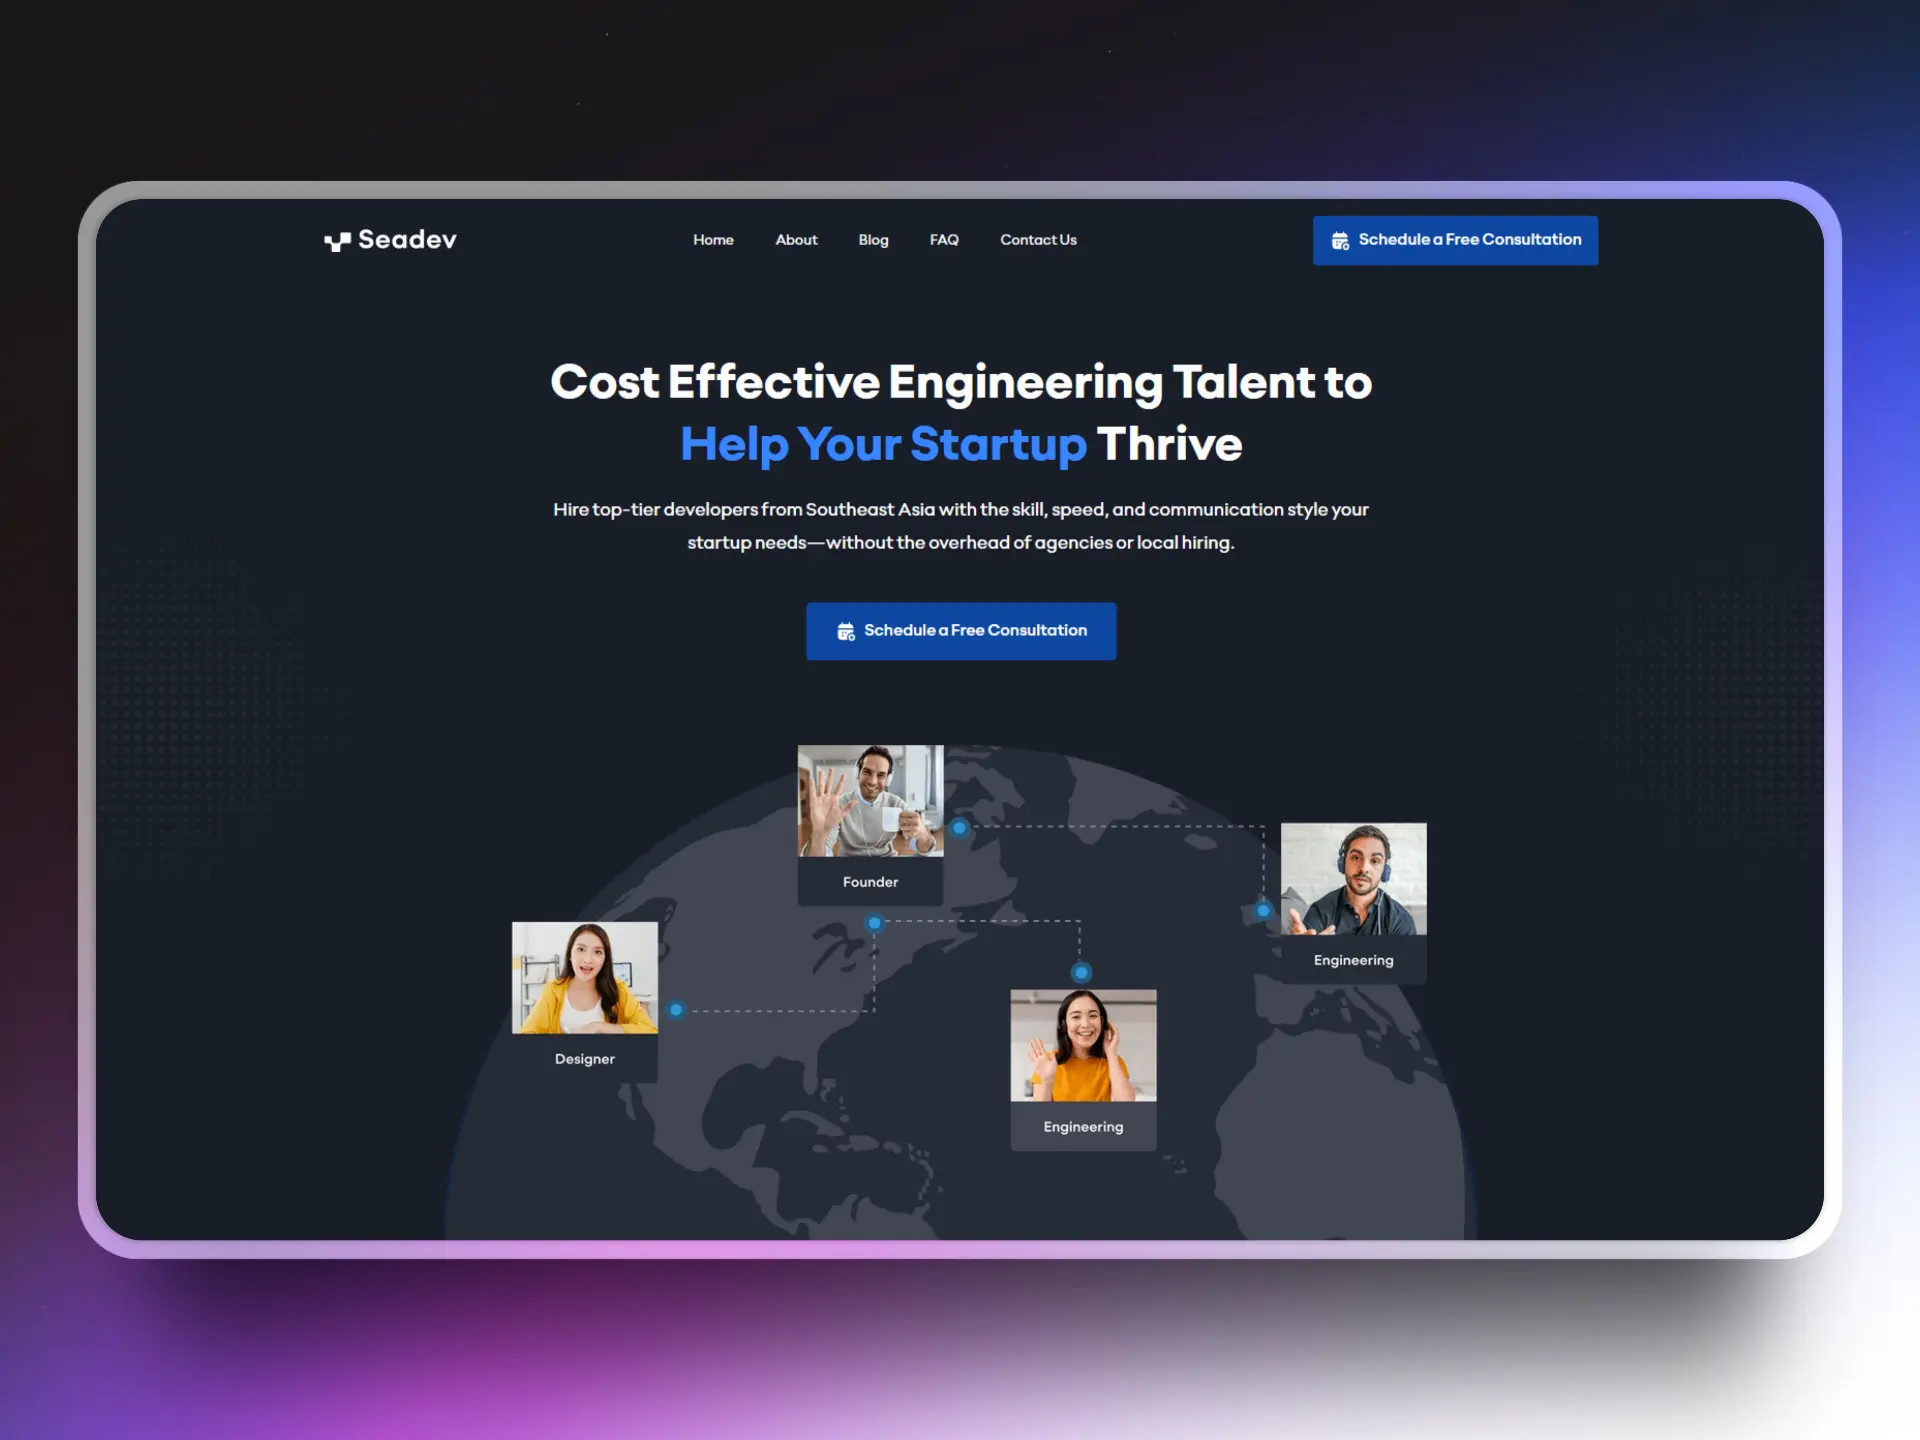 Seadev
Home
About
Blog
FAQ
Contact Us
Schedule a Free Consultation
Cost Effective Engineering Talent to
Help Your Startup Thrive
Hire top-tier developers from Southeast Asia with the skill, speed, and communication style your
startup needs—without the overhead of agencies or local hiring.
Schedule a Free Consultation
Founder
Engineering
Designer
Engineering